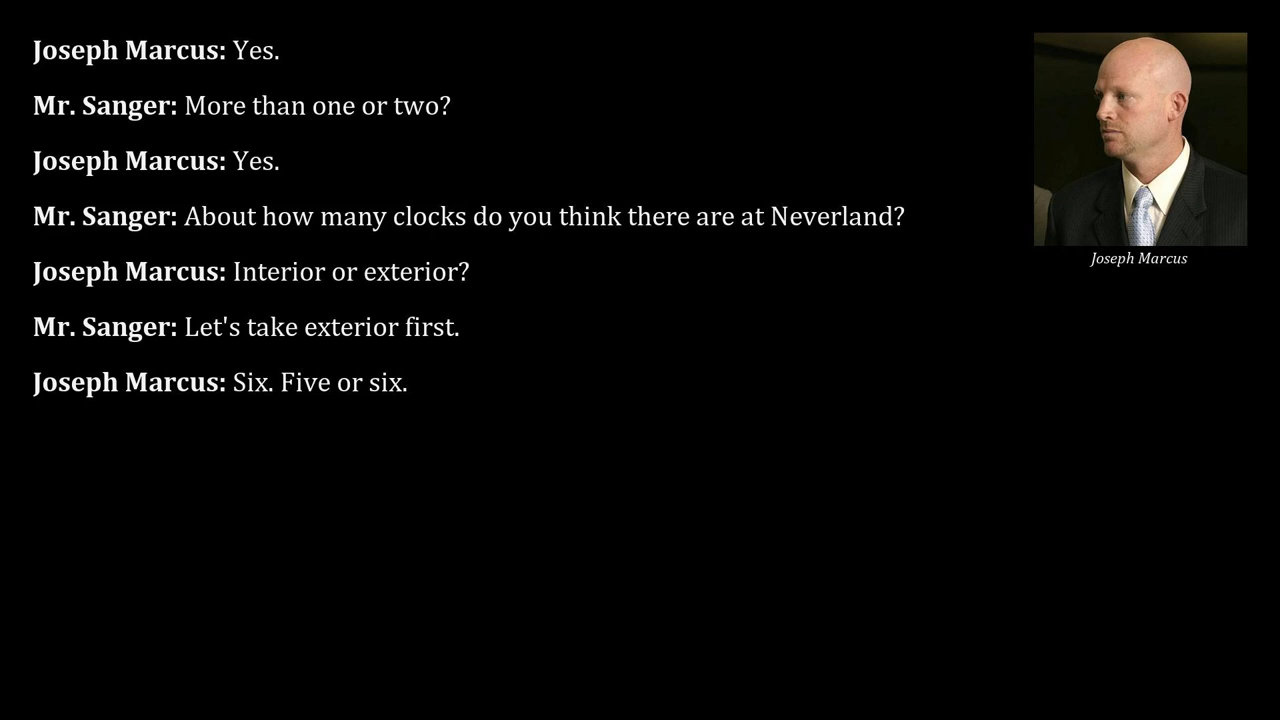 Joseph Marcus: Yes.
Mr. Sanger: More than one or two?
Joseph Marcus: Yes.
Mr. Sanger: About how many clocks do you think there are at Neverland?
Joseph Marcus: Interior or exterior?
Mr. Sanger: Let's take exterior first.
Joseph Marcus: Six. Five or six.
Joseph Marcus